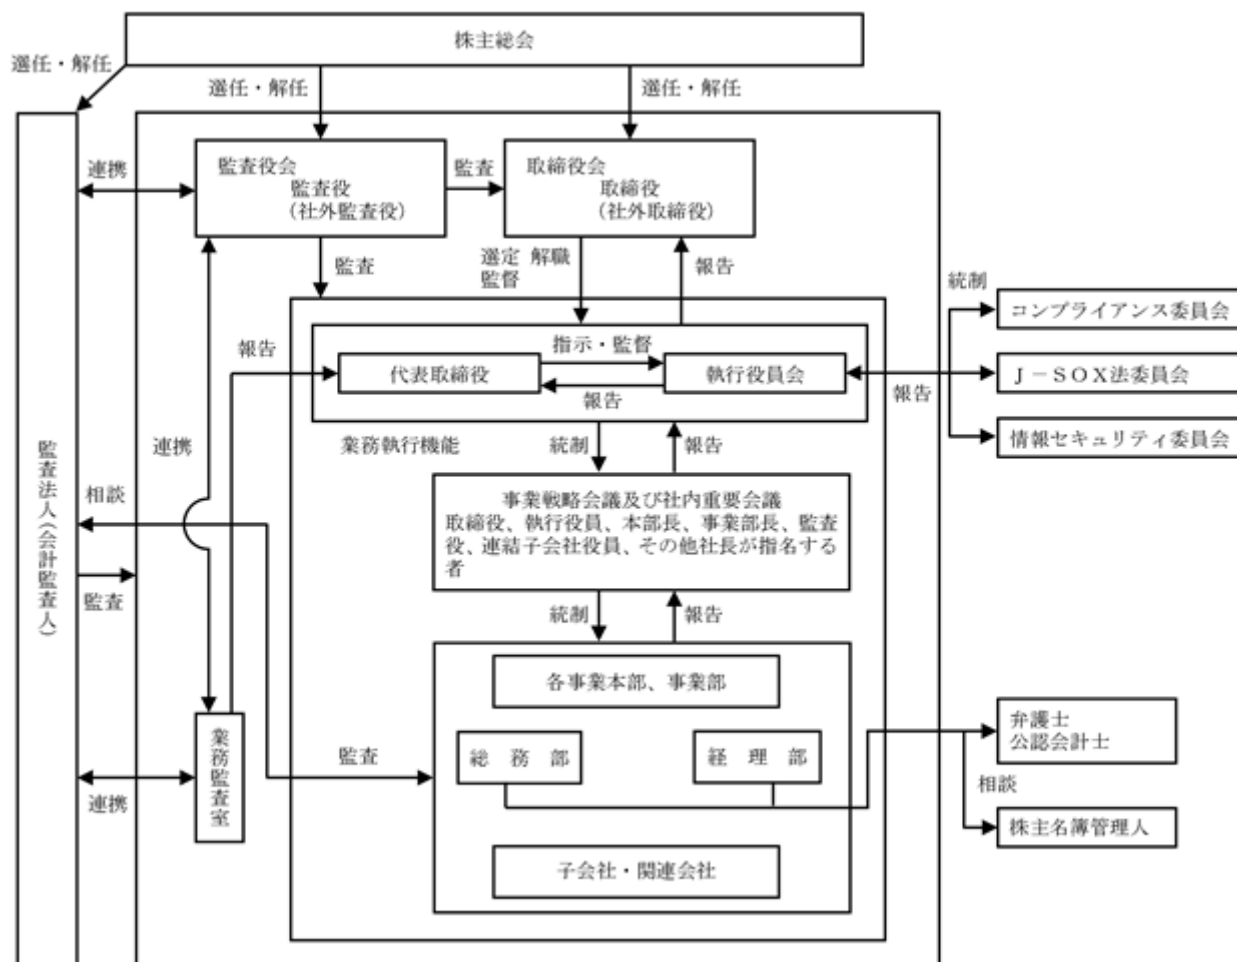 株主総会
選任・解任
選任・解任
選任・解任
監査役会
監査役
（社外監査役）
監査
取締役会
取締役
（社外取締役）
連携
監査
選定 解職
監督
報告
統制
コンプライアンス委員会
報告
指示・監督
代表取締役
執行役員会
報告
報告
Ｊ－ＳＯＸ法委員会
情報セキュリティ委員会
業務執行機能
統制
報告
連携
監査法人（会計監査人）
相談
監査
事業戦略会議及び社内重要会議
取締役、執行役員、本部長、事業部長、監査
役、連結子会社役員、その他社長が指名する
者
統制
報告
各事業本部、事業部
業務監査室
監査
総務部
経理部
弁護士
公認会計士
相談
連携
株主名簿管理人
子会社・関連会社